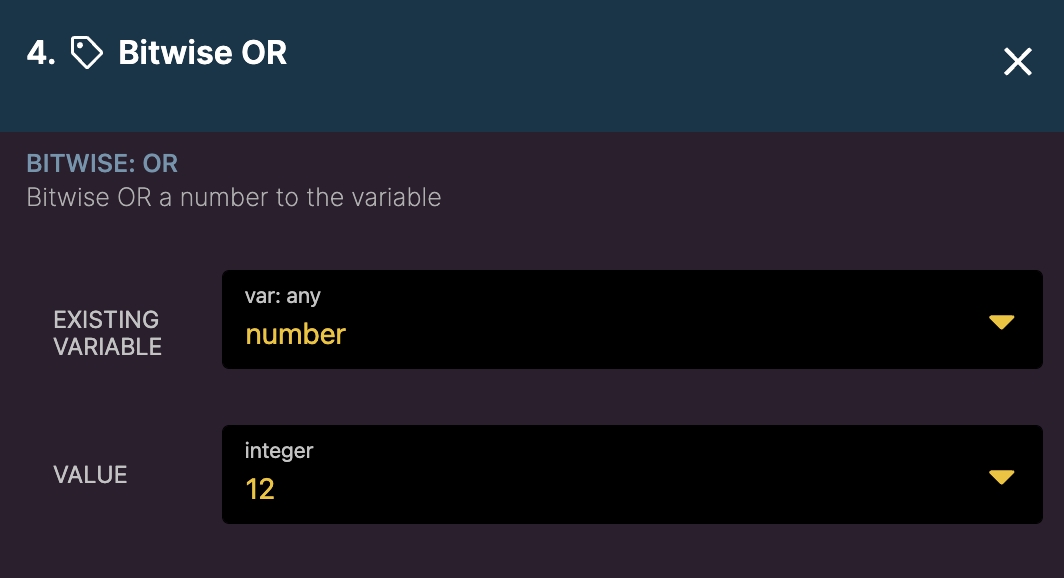 4. Bitwise OR
BITWISE: OR
Bitwise OR a number to the variable
EXISTING
VARIABLE
var: any
number
VALUE
integer
12